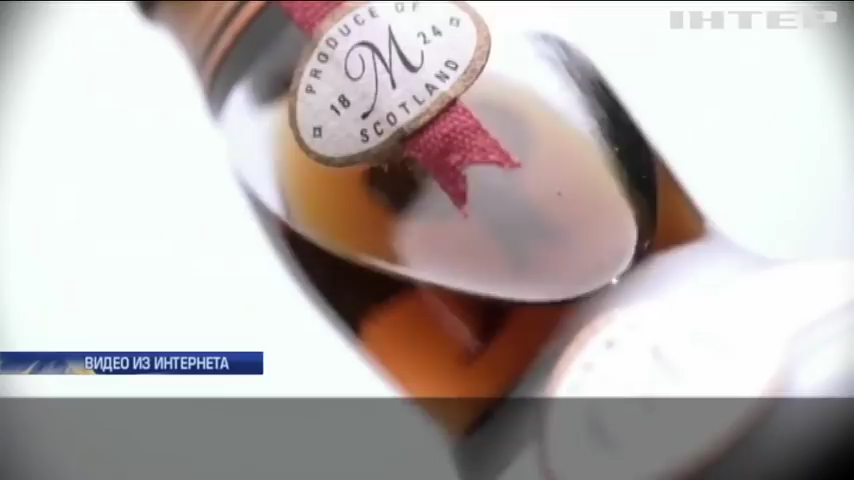 ІНТЕР
PRODUCE OF
18 M 24
SCOTLAND
ВИДЕО ИЗ ИНТЕРНЕТА